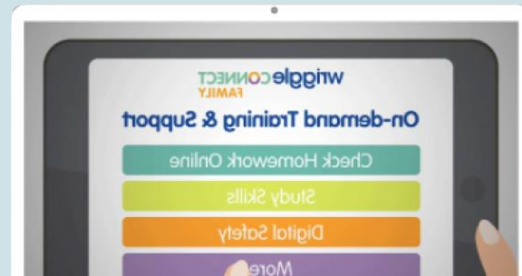 wriggle CONNECT
FAMILY
On-demand Training & Support
Check Homework Online
Study Skills
Digital Safety
More